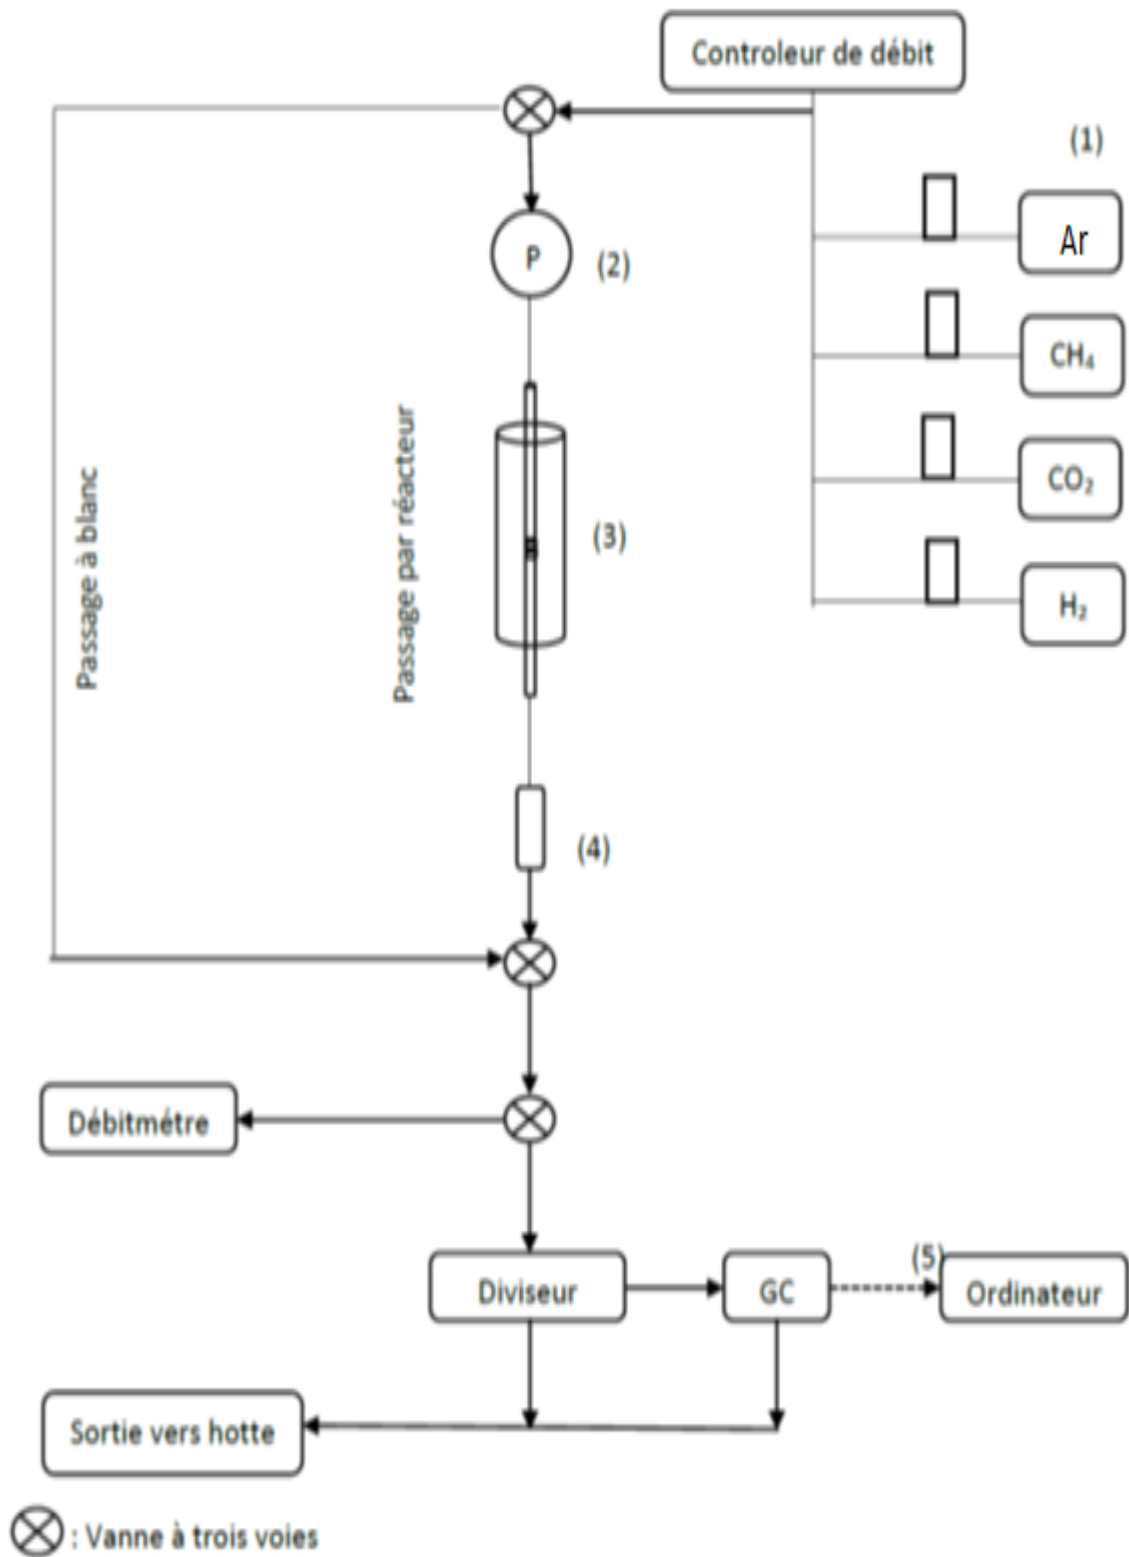 Controleur de débit
(1)
Ar
P
(2)
CH₄
CO₂
Passage à blanc
Passage par réacteur
(3)
H₂
(4)
Débitmétre
Diviseur
GC
(5)
Ordinateur
Sortie vers hotte
: Vanne à trois voies